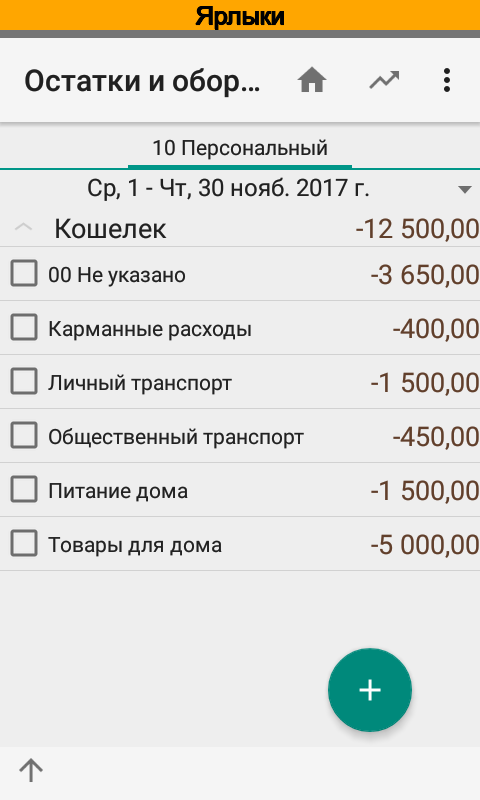 Ярлыки
Остатки и обор...
10 Персональный
Ср, 1 - Чт, 30 нояб. 2017 г.
Кошелек -12 500,00
00 Не указано -3 650,00
Карманные расходы -400,00
Личный транспорт -1 500,00
Общественный транспорт -450,00
Питание дома -1 500,00
Товары для дома -5 000,00